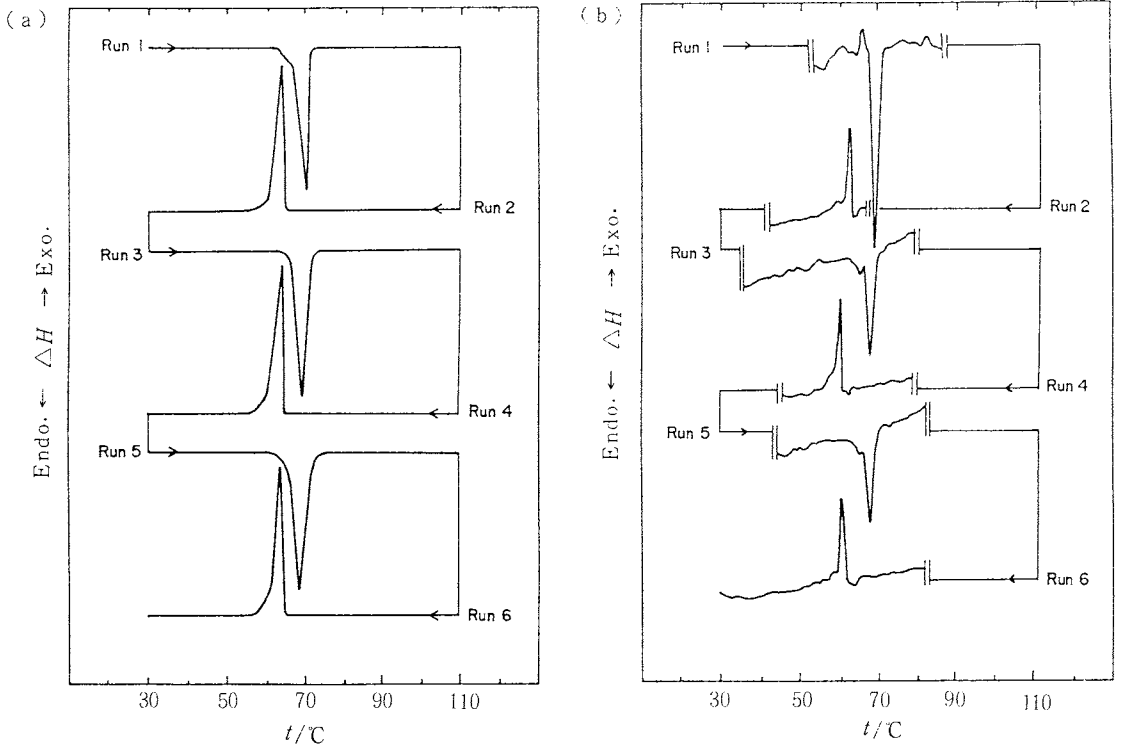 (a)
Run 1
Run 2
Run 3
Run 4
Run 5
Run 6
Endo. ← △H → Exo.
30 50 70 90 110
t/℃
(b)
Run 1
Run 2
Run 3
Run 4
Run 5
Run 6
Endo. ← △H → Exo.
30 50 70 90 110
t/℃